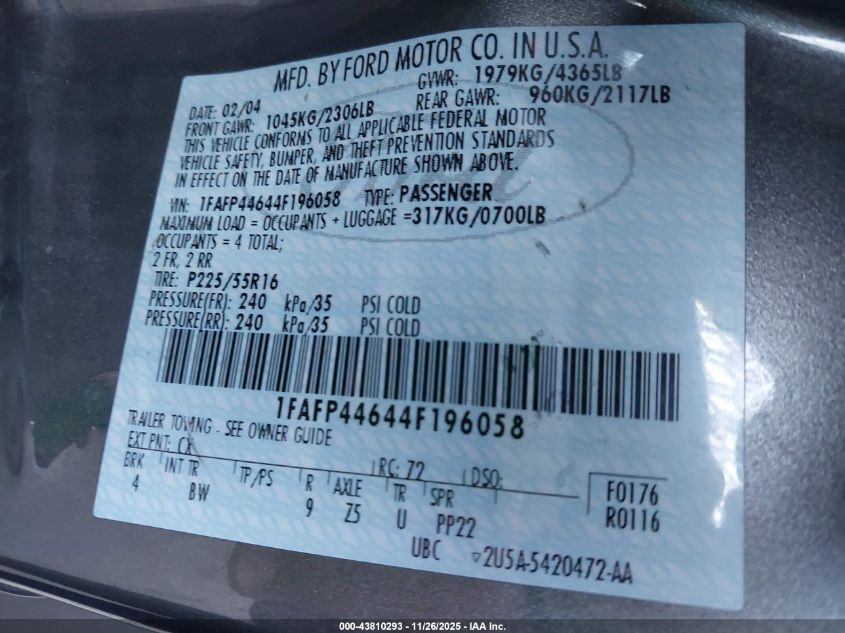 MFD. BY FORD MOTOR CO. IN U.S.A.
DATE: 02/04 GVWR: 1979KG/4365LB
FRONT GAWR: 1045KG/2306LB REAR GAWR: 960KG/2117LB
THIS VEHICLE CONFORMS TO ALL APPLICABLE FEDERAL MOTOR
VEHICLE SAFETY, BUMPER, AND THEFT PREVENTION STANDARDS
IN EFFECT ON THE DATE OF MANUFACTURE SHOWN ABOVE.
VIN: 1FAFP44644F196058 TYPE: PASSENGER
MAXIMUM LOAD = OCCUPANTS + LUGGAGE =317KG/0700LB
OCCUPANTS = 4 TOTAL;
2 FR, 2 RR
TIRE: P225/55R16
PRESSURE(FR): 240 kPa/35 PSI COLD
PRESSURE(RR): 240 kPa/35 PSI COLD
1FAFP44644F196058
TRAILER TOWING - SEE OWNER GUIDE
EXT PNT: CX RC: 72 DSO:
BRK INT TR TP/PS R AXLE TR SPR F0176
4 BW 9 Z5 U PP22 R0116
UBC 2U5A-5420472-AA
000-43810293 - 11/26/2025 - IAA Inc.